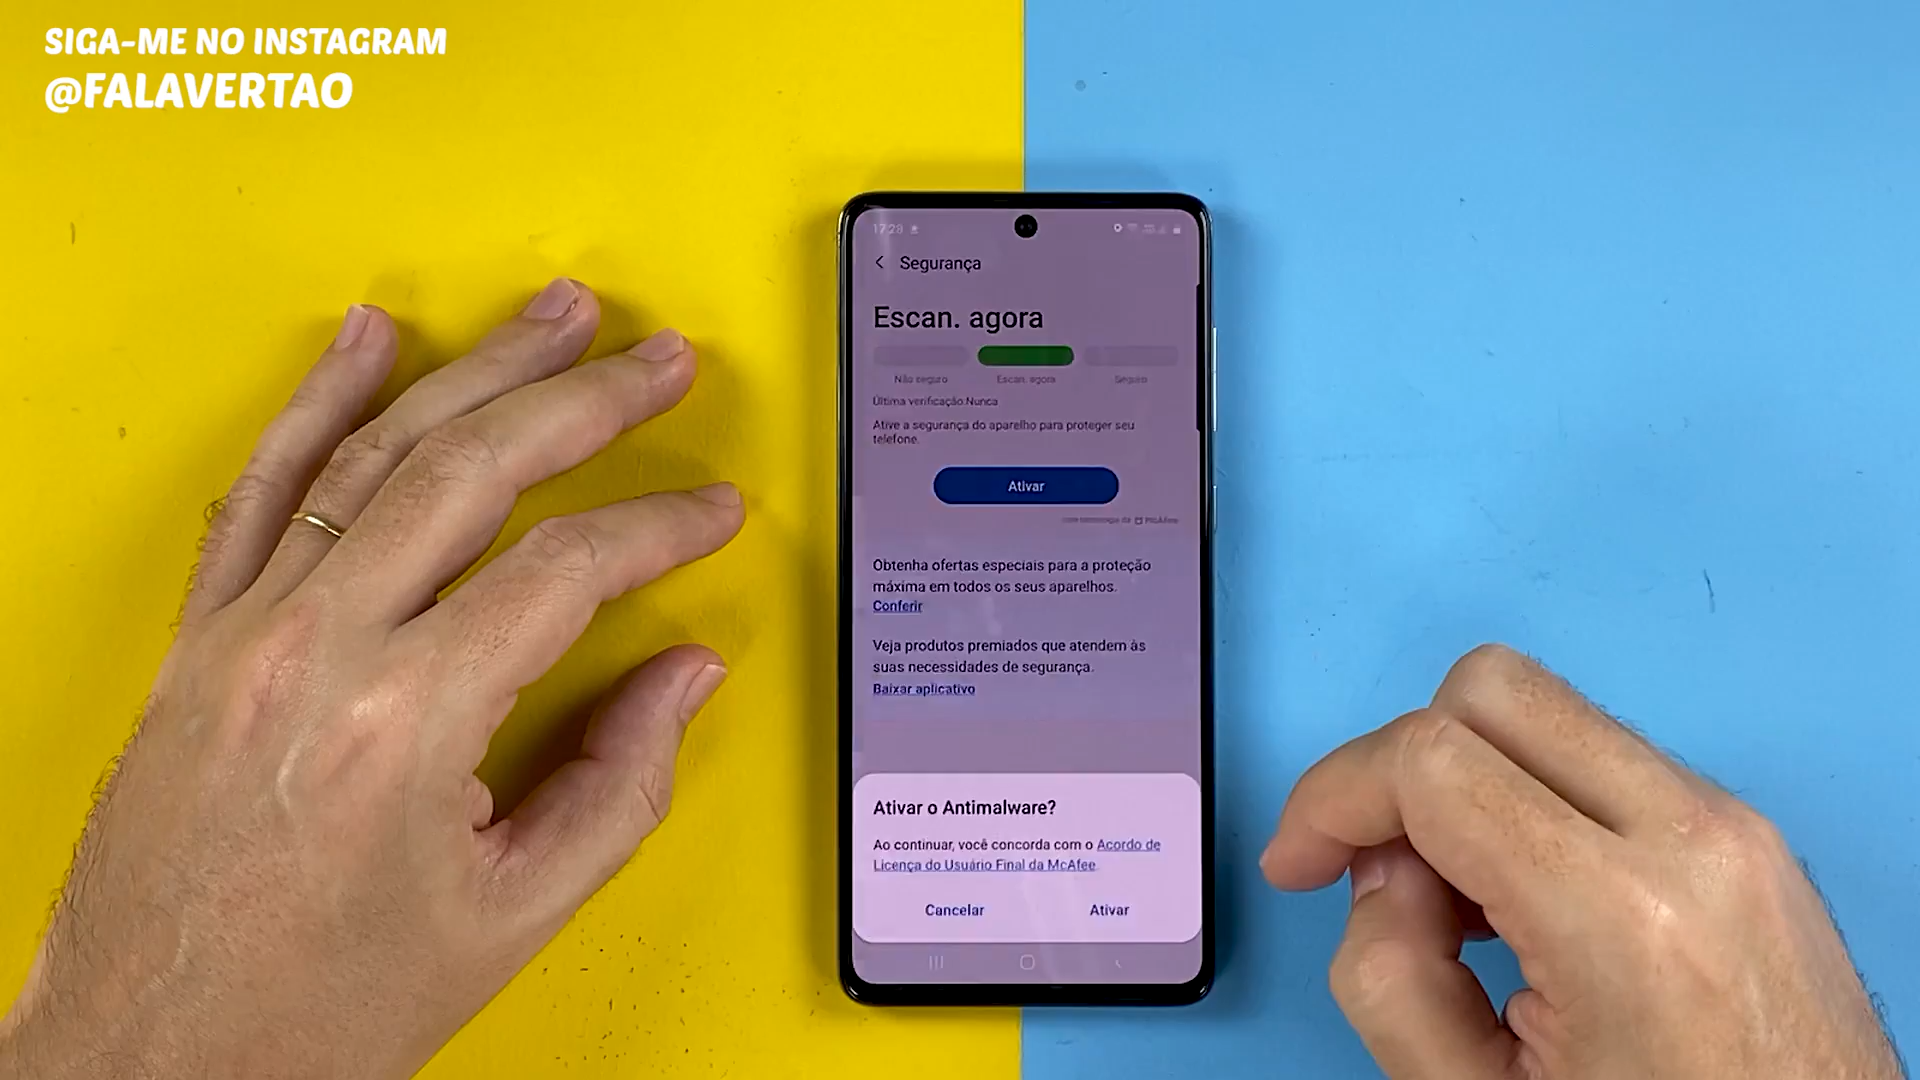 SIGA-ME NO INSTAGRAM
@FALAVERTAO
17:29
Segurança
Escan. agora
Não seguro
Escan. agora
Seguro
Última verificação:Nunca
Ative a segurança do aparelho para proteger seu
telefone.
Ativar
McAfee
Obtenha ofertas especiais para a proteção
máxima em todos os seus aparelhos.
Conferir
Veja produtos premiados que atendem às
suas necessidades de segurança.
Baixar aplicativo
Ativar o Antimalware?
Ao continuar, você concorda com o Acordo de
Licença do Usuário Final da McAfee.
Cancelar
Ativar